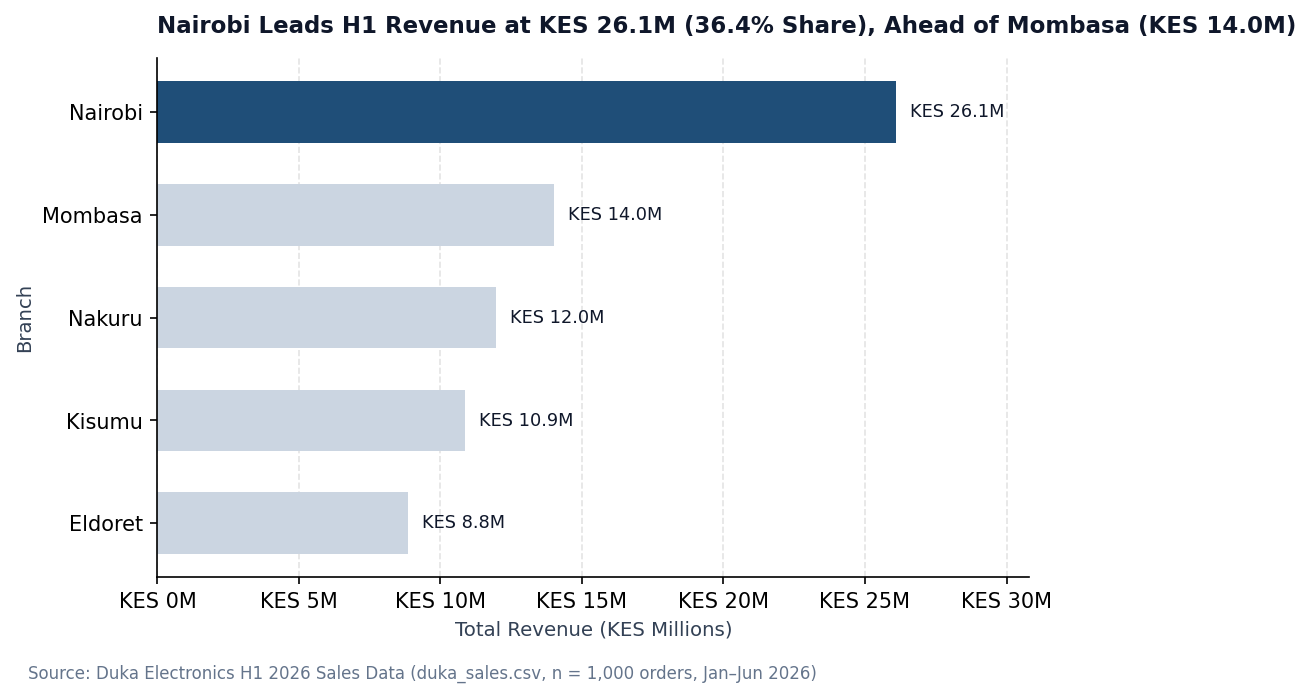 Nairobi Leads H1 Revenue at KES 26.1M (36.4% Share), Ahead of Mombasa (KES 14.0M)
Nairobi
KES 26.1M
Mombasa
KES 14.0M
Nakuru
KES 12.0M
Kisumu
KES 10.9M
Eldoret
KES 8.8M
Branch
KES 0M KES 5M KES 10M KES 15M KES 20M KES 25M KES 30M
Total Revenue (KES Millions)
Source: Duka Electronics H1 2026 Sales Data (duka_sales.csv, n = 1,000 orders, Jan–Jun 2026)